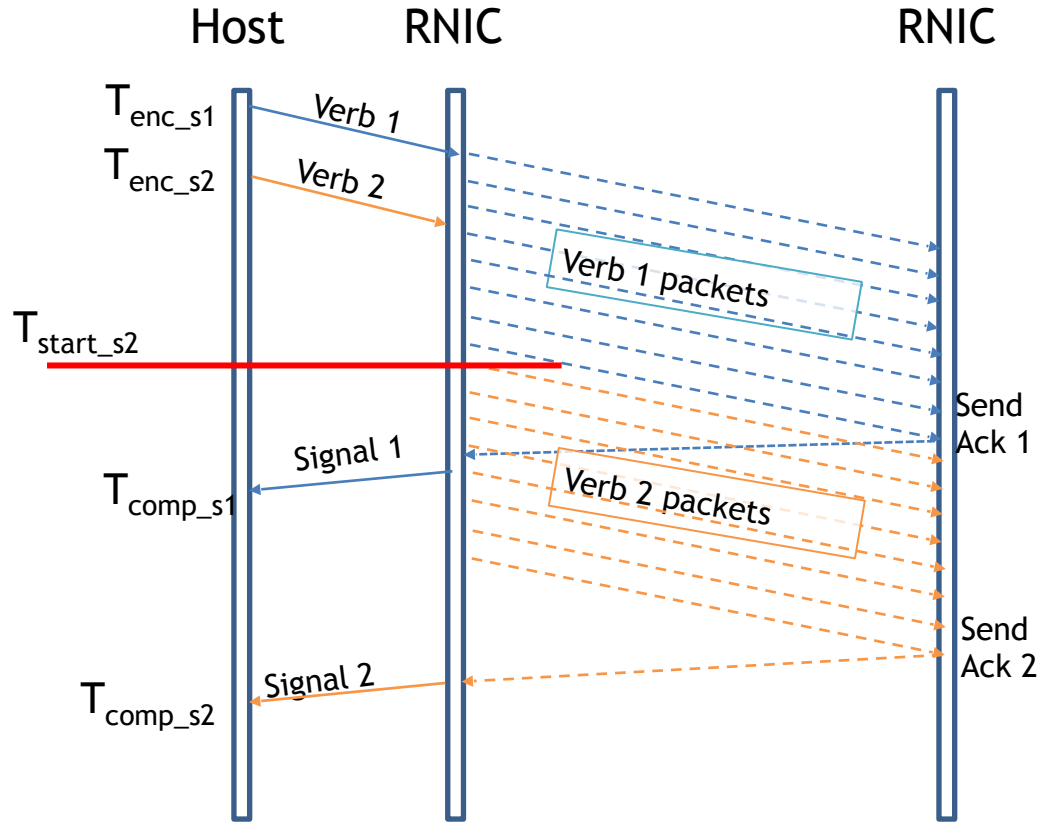 Host
RNIC
RNIC
T_enc_s1
Verb 1
T_enc_s2
Verb 2
Verb 1 packets
T_start_s2
Send
Ack 1
Signal 1
T_comp_s1
Verb 2 packets
Send
Ack 2
Signal 2
T_comp_s2